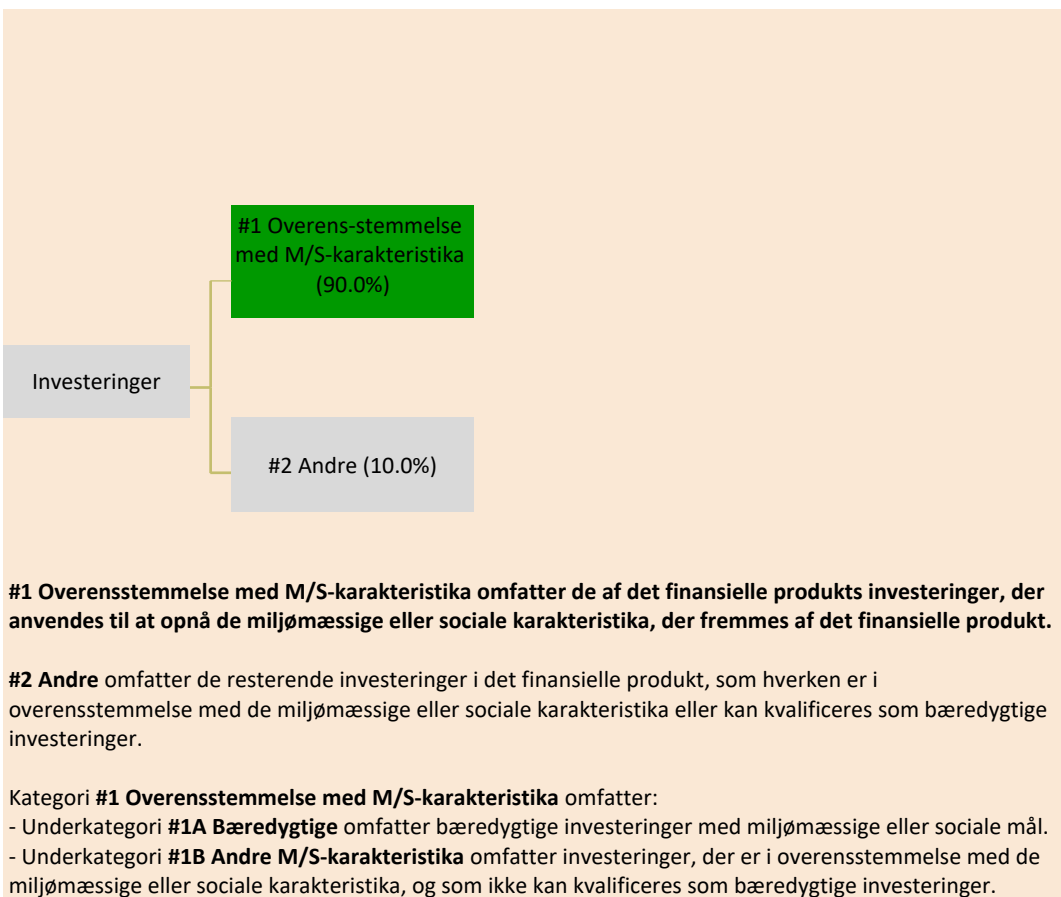 #1 Overens-stemmelse
med M/S-karakteristika
(90.0%)
Investeringer
#2 Andre (10.0%)
#1 Overensstemmelse med M/S-karakteristika omfatter de af det finansielle produkts investeringer, der
anvendes til at opnå de miljømæssige eller sociale karakteristika, der fremmes af det finansielle produkt.
#2 Andre omfatter de resterende investeringer i det finansielle produkt, som hverken er i
overensstemmelse med de miljømæssige eller sociale karakteristika eller kan kvalificeres som bæredygtige
investeringer.
Kategori #1 Overensstemmelse med M/S-karakteristika omfatter:
- Underkategori #1A Bæredygtige omfatter bæredygtige investeringer med miljømæssige eller sociale mål.
- Underkategori #1B Andre M/S-karakteristika omfatter investeringer, der er i overensstemmelse med de
miljømæssige eller sociale karakteristika, og som ikke kan kvalificeres som bæredygtige investeringer.